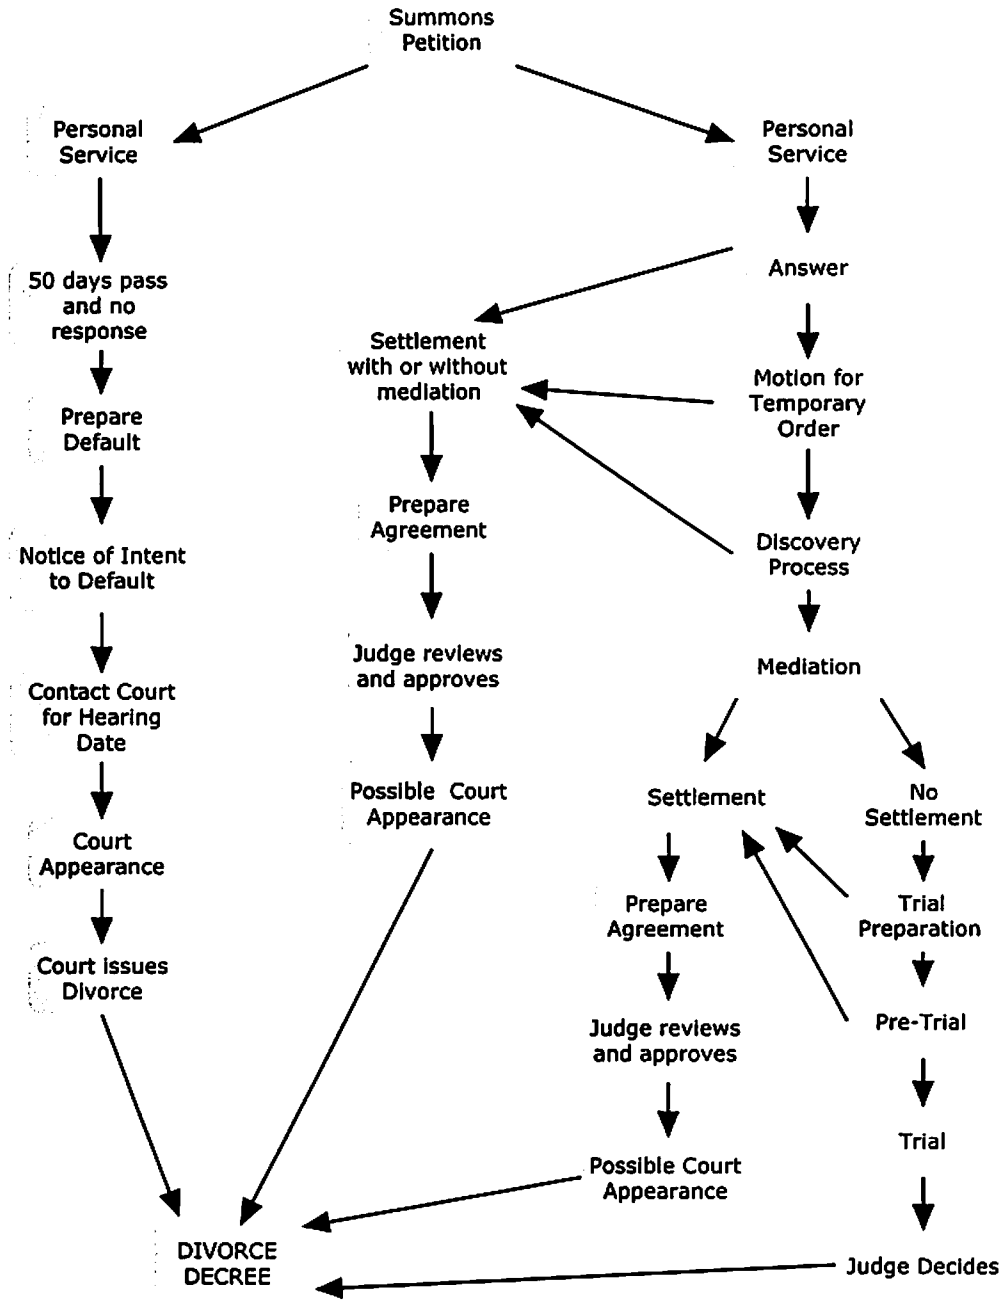 Summons
Petition
Personal
Service
50 days pass
and no
response
Prepare
Default
Notice of Intent
to Default
Contact Court
for Hearing
Date
Court
Appearance
Court issues
Divorce
Settlement
with or without
mediation
Prepare
Agreement
Judge reviews
and approves
Possible Court
Appearance
Personal
Service
Answer
Motion for
Temporary
Order
Discovery
Process
Mediation
Settlement
Prepare
Agreement
Judge reviews
and approves
Possible Court
Appearance
No
Settlement
Trial
Preparation
Pre-Trial
Trial
Judge Decides
DIVORCE
DECREE